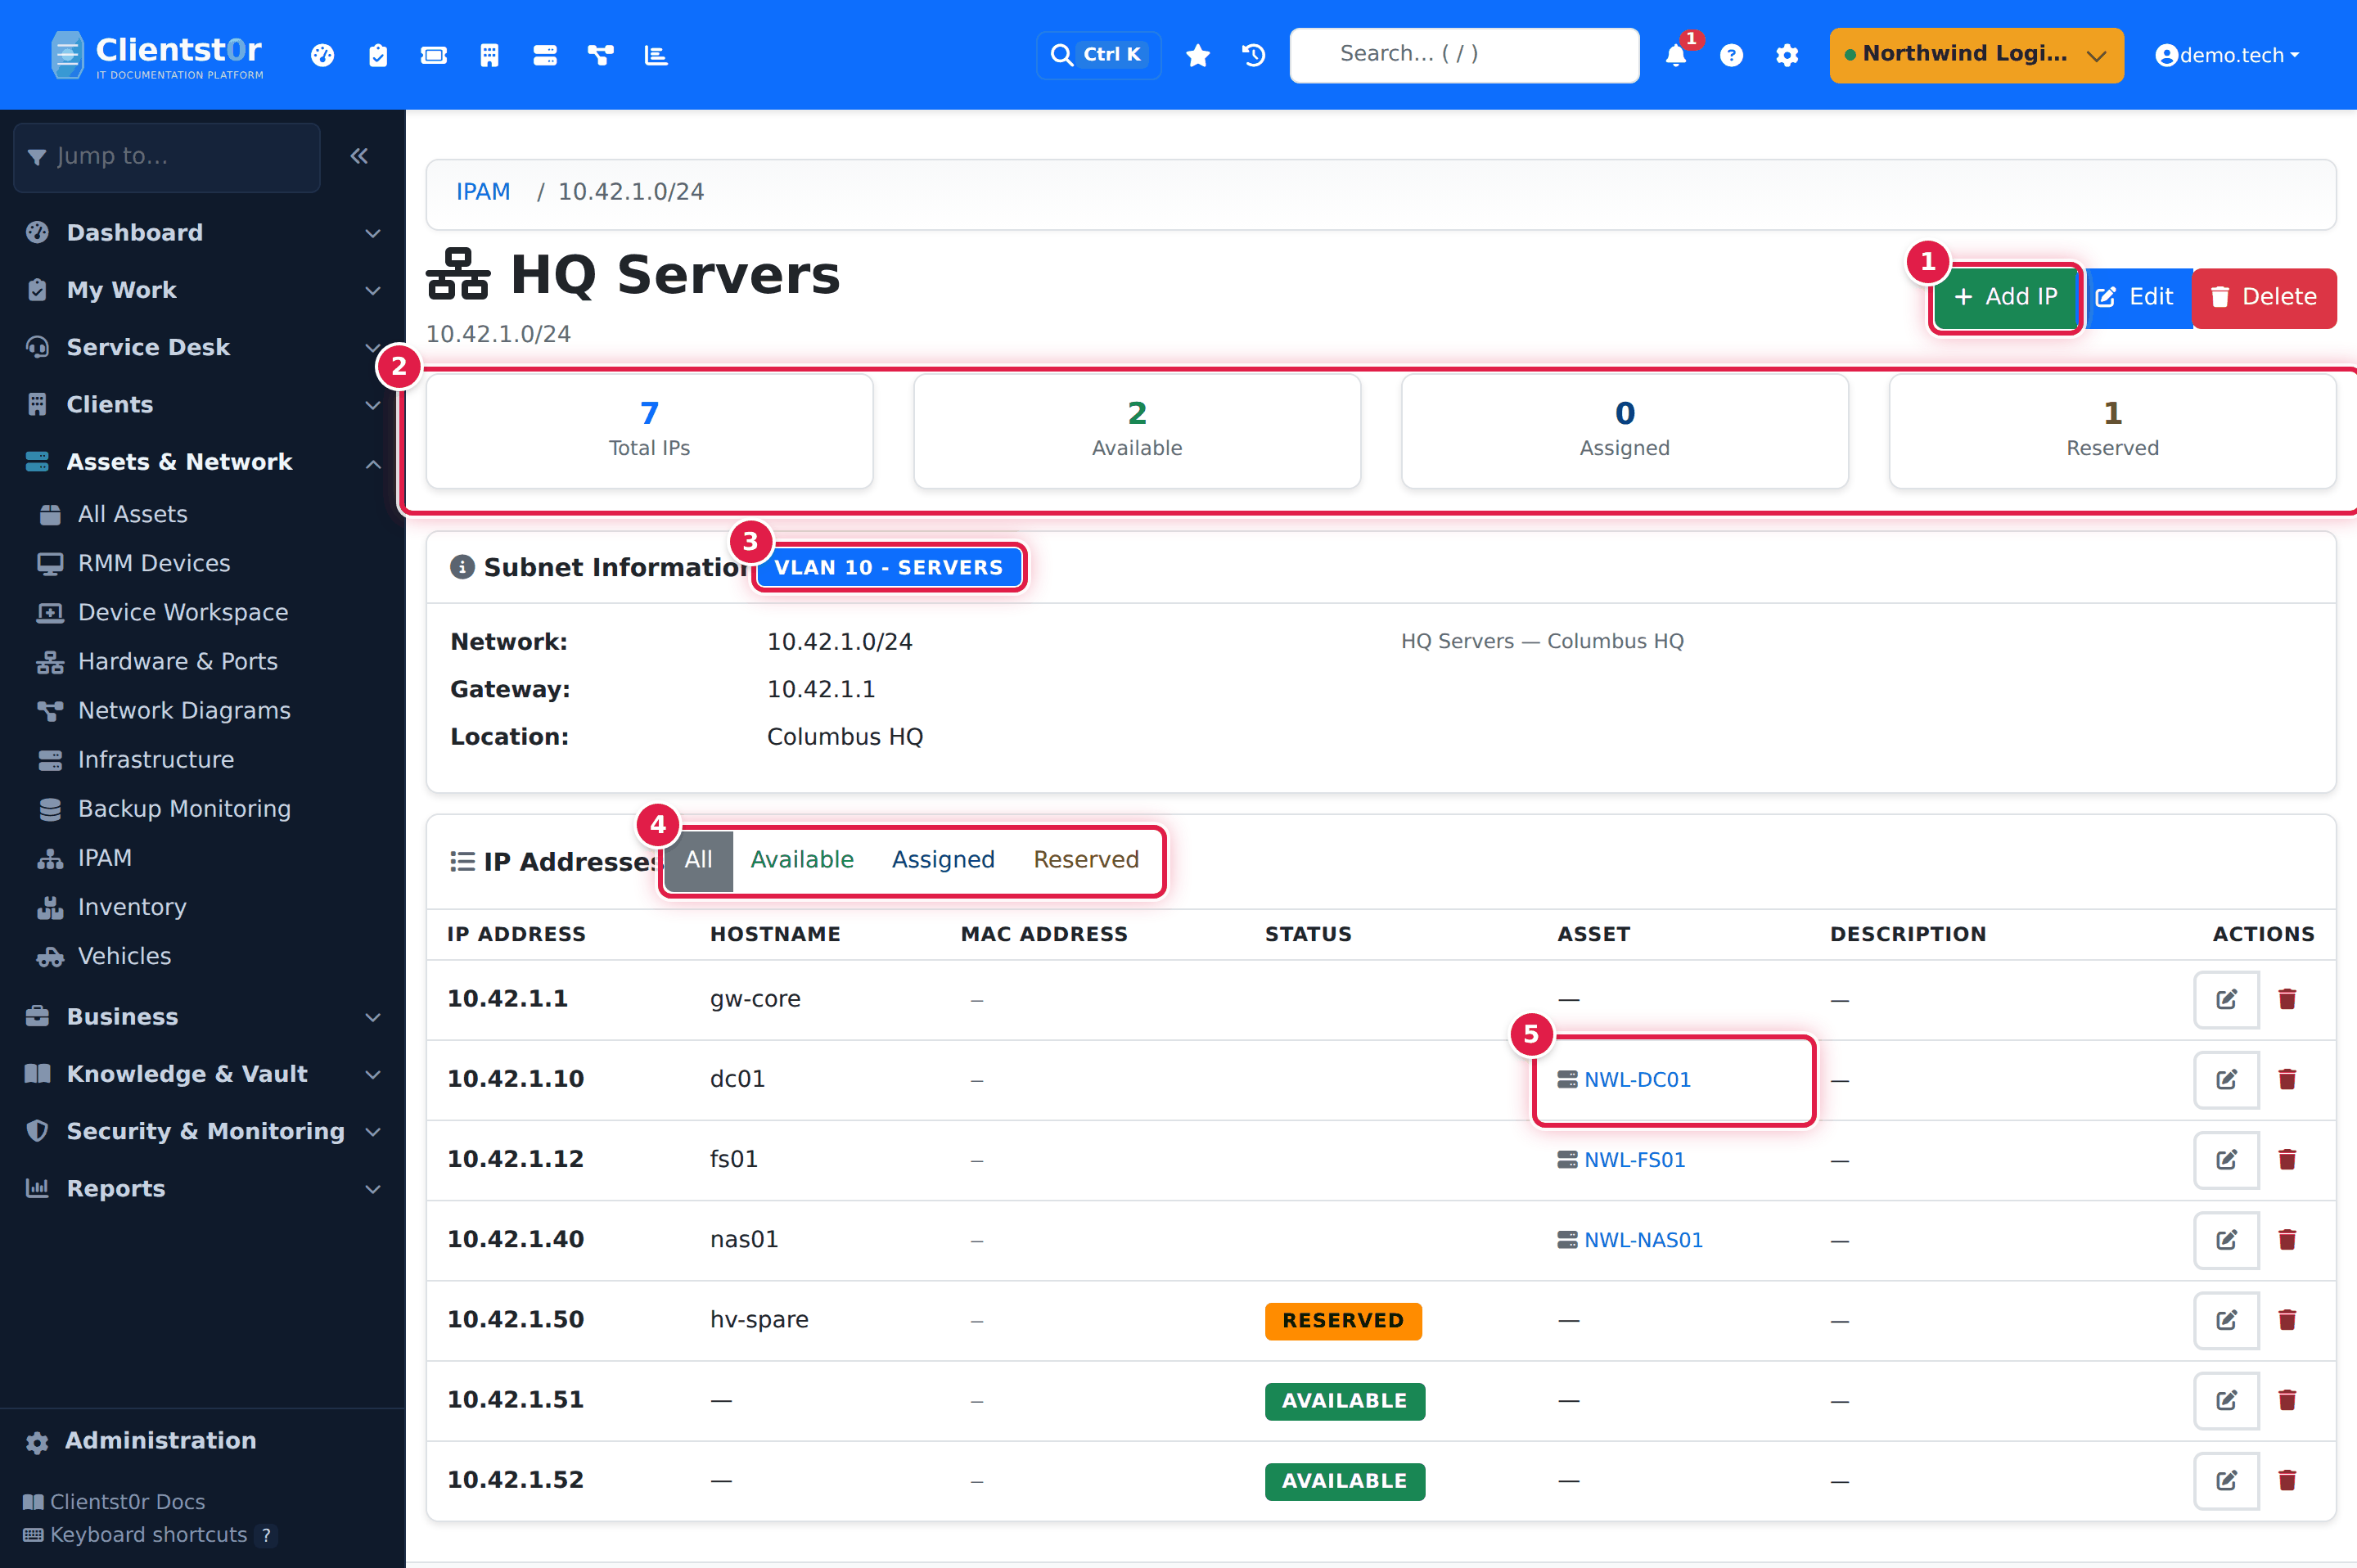 Clientst0r
IT DOCUMENTATION PLATFORM
Ctrl K
Search... ( / )
1
Northwind Logi...
demo.tech
Jump to...
Dashboard
My Work
Service Desk
Clients
Assets & Network
All Assets
RMM Devices
Device Workspace
Hardware & Ports
Network Diagrams
Infrastructure
Backup Monitoring
IPAM
Inventory
Vehicles
Business
Knowledge & Vault
Security & Monitoring
Reports
Administration
Clientst0r Docs
Keyboard shortcuts ?
IPAM / 10.42.1.0/24
HQ Servers
10.42.1.0/24
1
+ Add IP
Edit
Delete
2
7
Total IPs
2
Available
0
Assigned
1
Reserved
Subnet Information
3
VLAN 10 - SERVERS
Network: 10.42.1.0/24
HQ Servers — Columbus HQ
Gateway: 10.42.1.1
Location: Columbus HQ
IP Addresses
4
All Available Assigned Reserved
IP ADDRESS HOSTNAME MAC ADDRESS STATUS ASSET DESCRIPTION ACTIONS
10.42.1.1 gw-core – — —
5
10.42.1.10 dc01 – NWL-DC01 —
10.42.1.12 fs01 – NWL-FS01 —
10.42.1.40 nas01 – NWL-NAS01 —
10.42.1.50 hv-spare – RESERVED — —
10.42.1.51 — – AVAILABLE — —
10.42.1.52 — – AVAILABLE — —